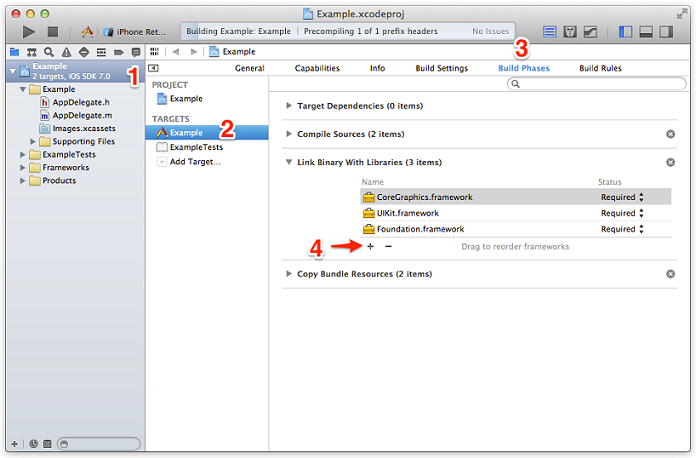 Example.xcodeproj
iPhone Ret...
Building Example: Example | Precompiling 1 of 1 prefix headers
No Issues
3
Example
Example
2 targets, iOS SDK 7.0
1
Example
h AppDelegate.h
m AppDelegate.m
Images.xcassets
Supporting Files
ExampleTests
Frameworks
Products
General Capabilities Info Build Settings Build Phases Build Rules
PROJECT
Example
TARGETS
Example 2
ExampleTests
Add Target...
Target Dependencies (0 items)
Compile Sources (2 items)
Link Binary With Libraries (3 items)
Name Status
CoreGraphics.framework Required
UIKit.framework Required
Foundation.framework Required
4 + − Drag to reorder frameworks
Copy Bundle Resources (2 items)